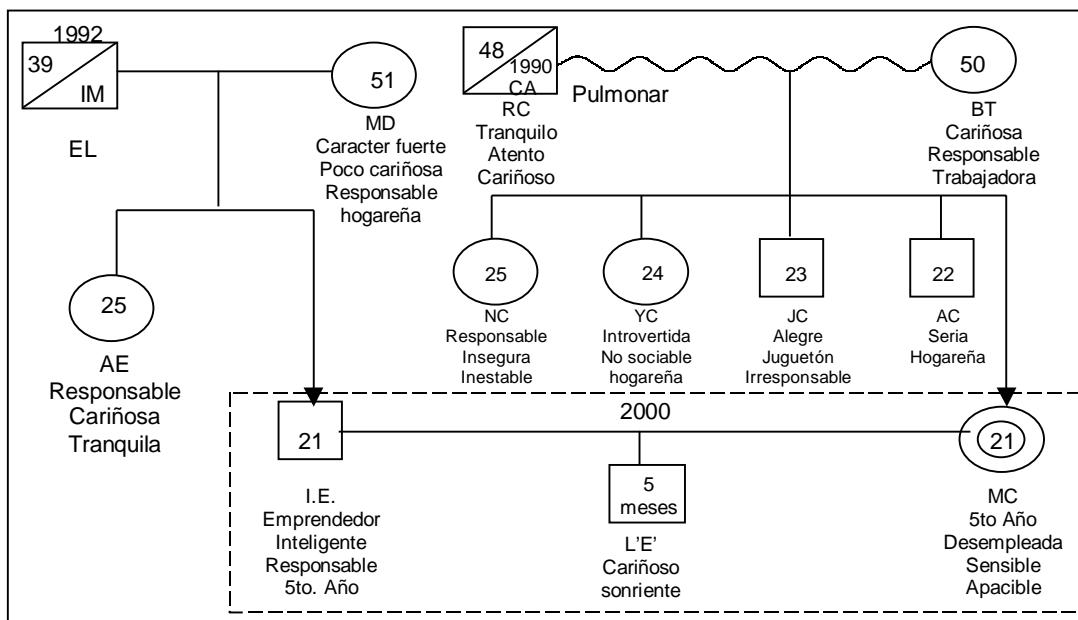 1992
39
IM
EL
51
MD
Caracter fuerte
Poco cariñosa
Responsable
hogareña
48
1990
CA
Pulmonar
RC
Tranquilo
Atento
Cariñoso
50
BT
Cariñosa
Responsable
Trabajadora
25
AE
Responsable
Cariñosa
Tranquila
25
NC
Responsable
Insegura
Inestable
24
YC
Introvertida
No sociable
hogareña
23
JC
Alegre
Juguetón
Irresponsable
22
AC
Seria
Hogareña
2000
21
I.E.
Emprendedor
Inteligente
Responsable
5to. Año
5
meses
L'E'
Cariñoso
sonriente
21
MC
5to Año
Desempleada
Sensible
Apacible